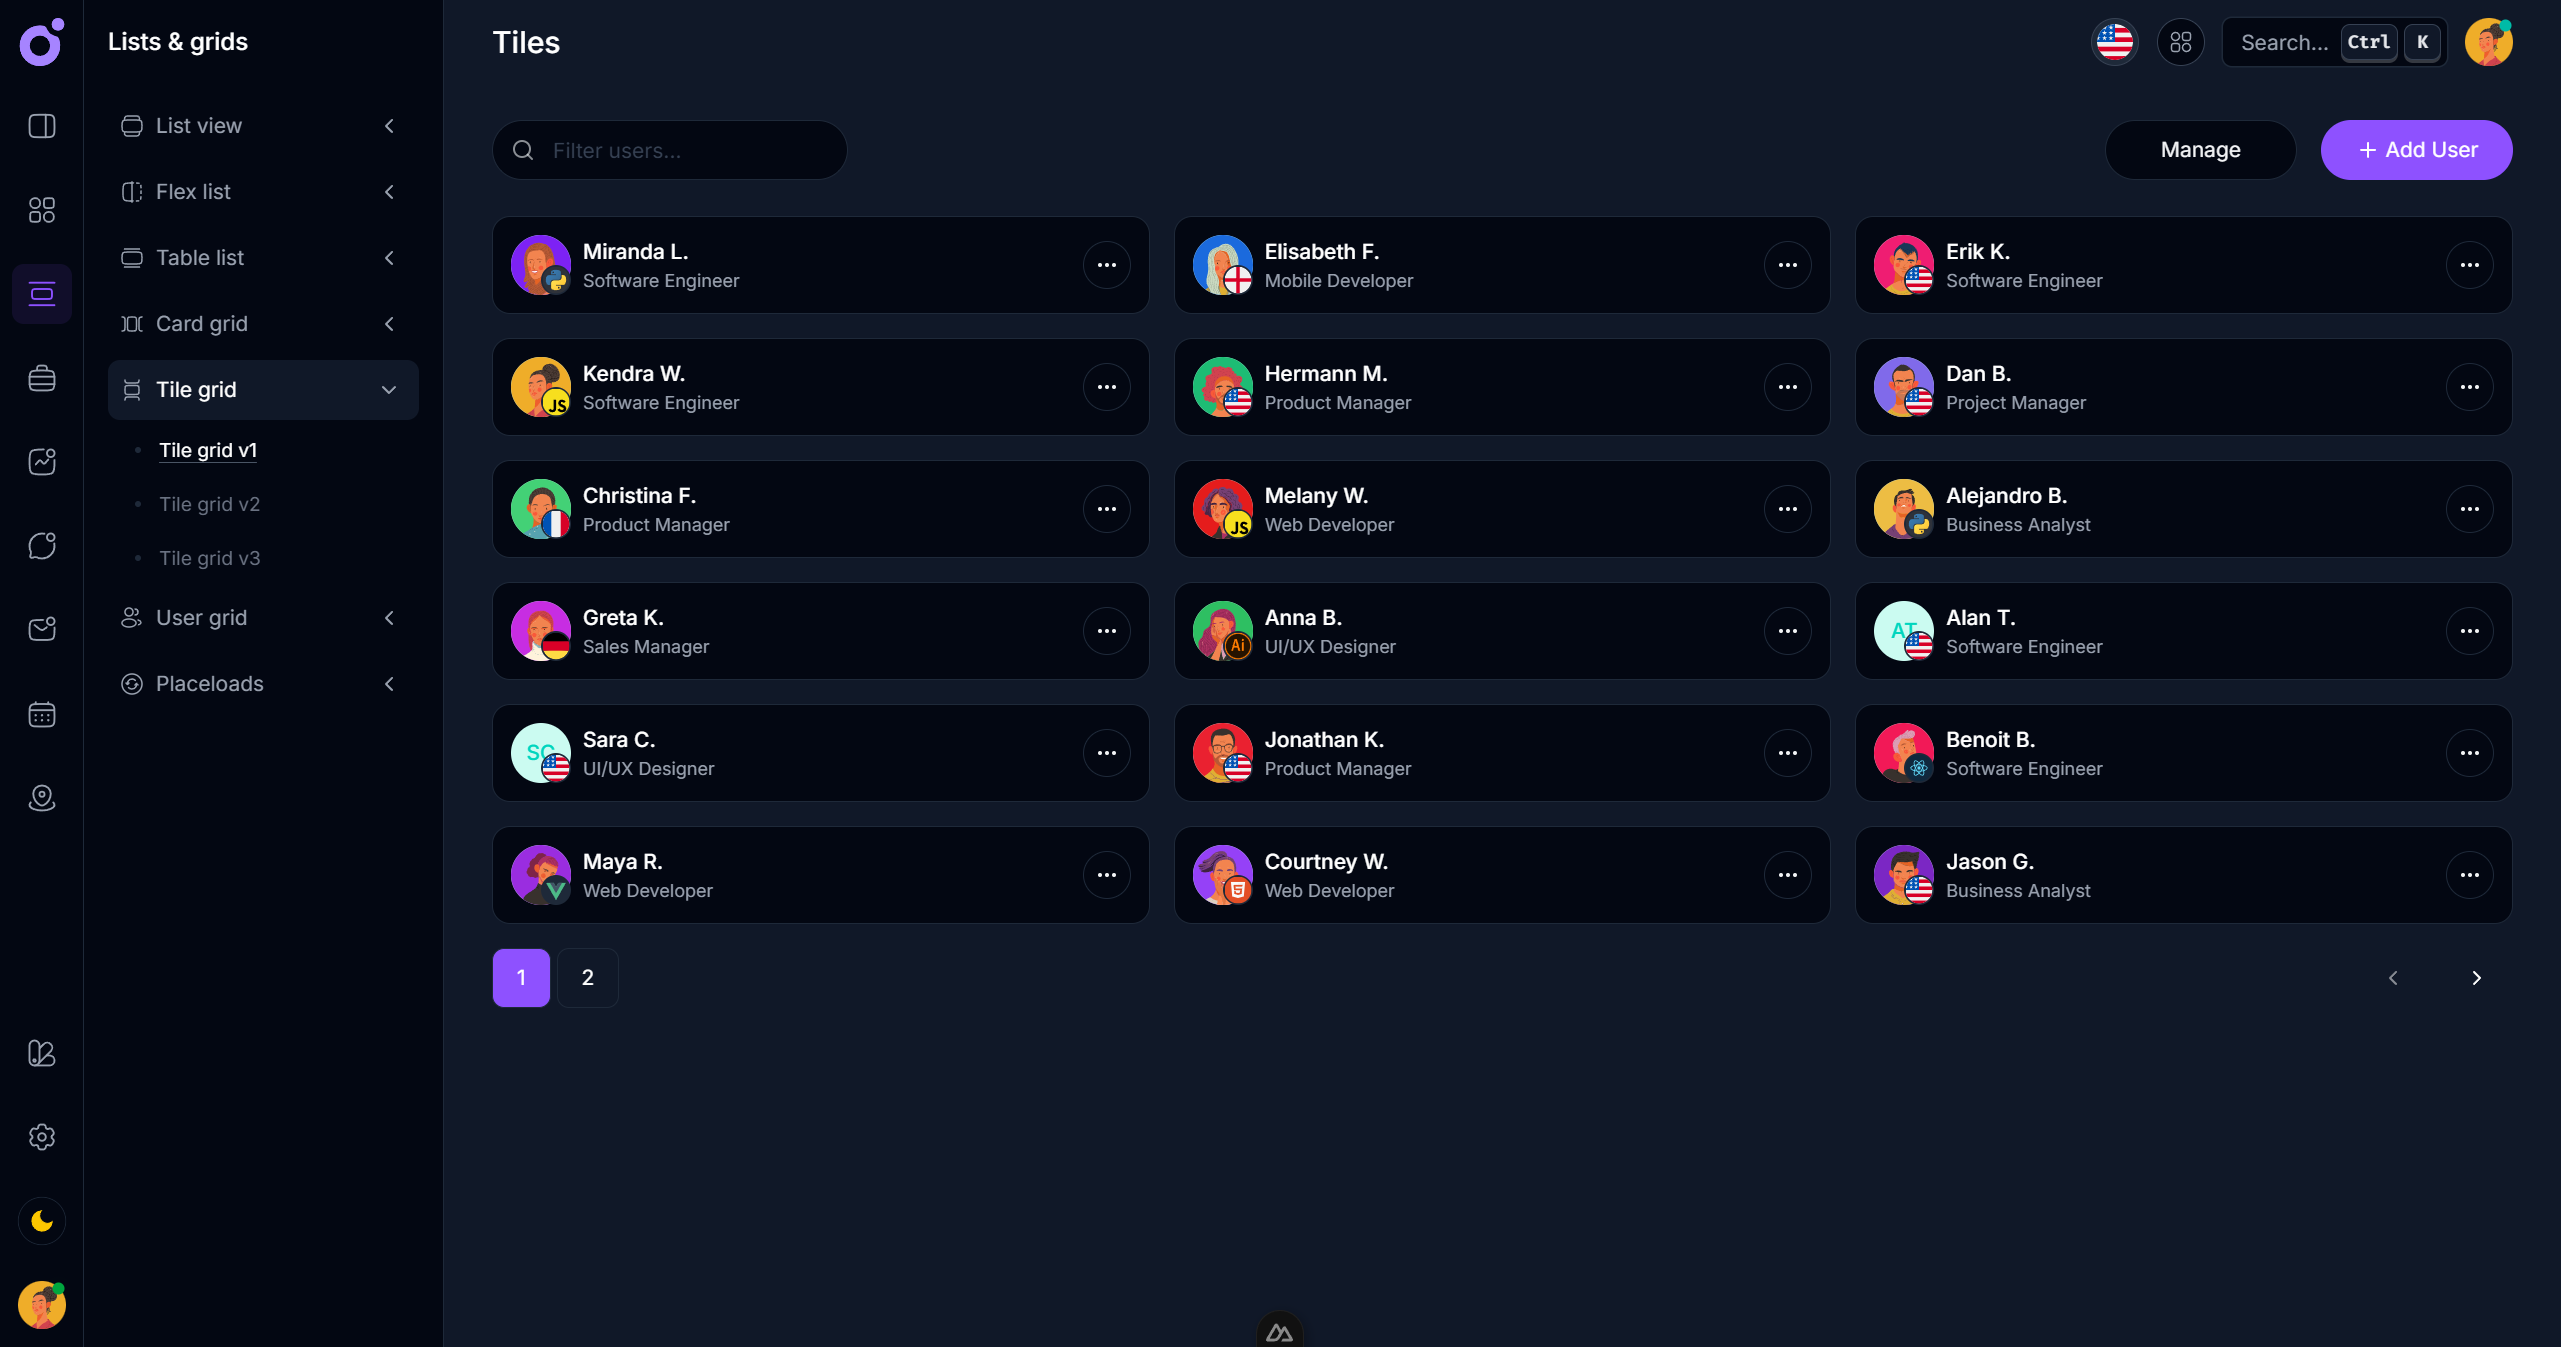 Lists & grids
List view
Flex list
Table list
Card grid
Tile grid
Tile grid v1
Tile grid v2
Tile grid v3
User grid
Placeloads
Tiles
Search... Ctrl K
Filter users...
Manage
+ Add User
Miranda L.
Software Engineer
Elisabeth F.
Mobile Developer
Erik K.
Software Engineer
Kendra W.
Software Engineer
JS
Hermann M.
Product Manager
Dan B.
Project Manager
Christina F.
Product Manager
Melany W.
Web Developer
JS
Alejandro B.
Business Analyst
Greta K.
Sales Manager
Anna B.
UI/UX Designer
Ai
AT
Alan T.
Software Engineer
SC
Sara C.
UI/UX Designer
Jonathan K.
Product Manager
Benoit B.
Software Engineer
Maya R.
Web Developer
Courtney W.
Web Developer
5
Jason G.
Business Analyst
1 2